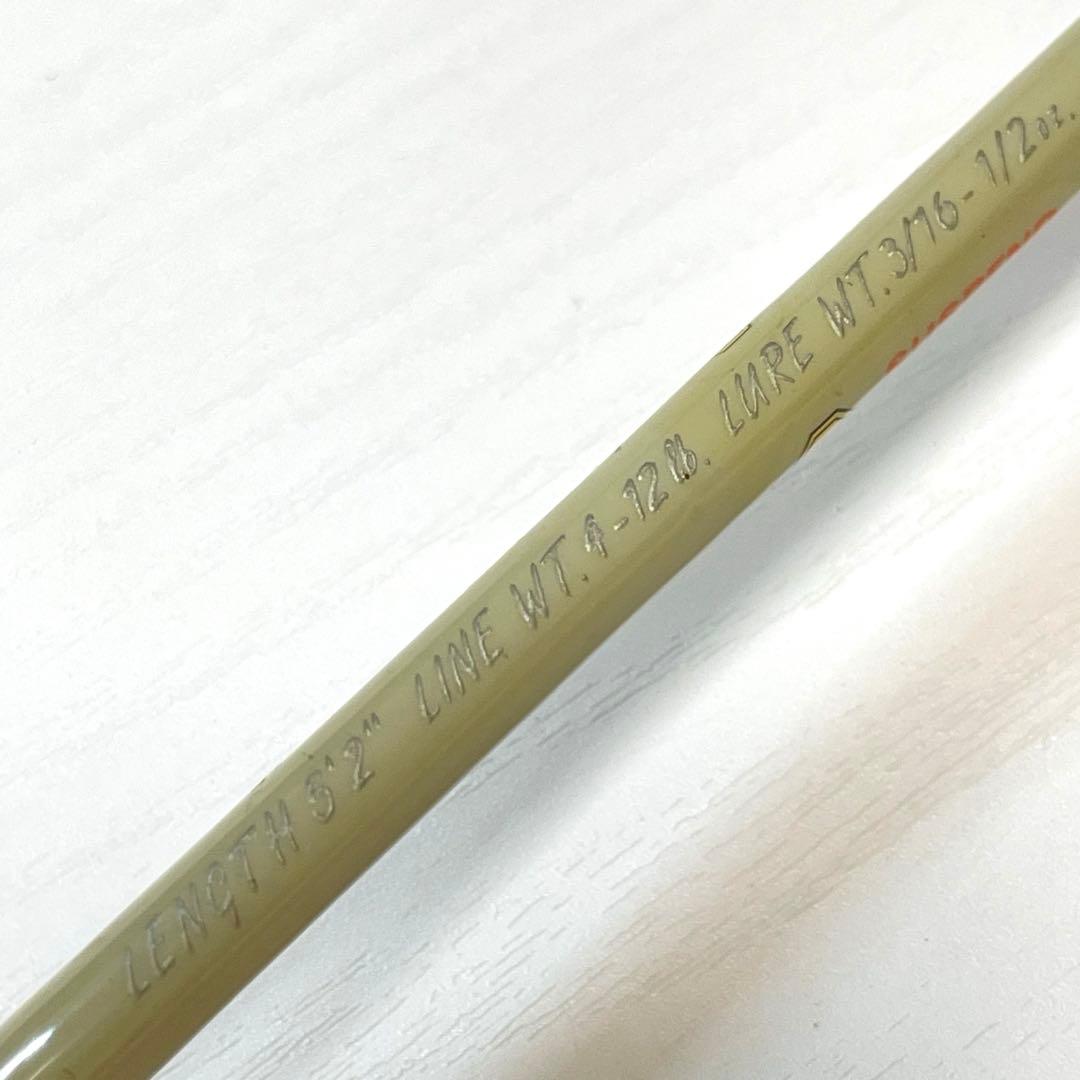 LENGTH 5'2" LINE WT. 4-12lb. LURE WT. 3/16-1/2oz.